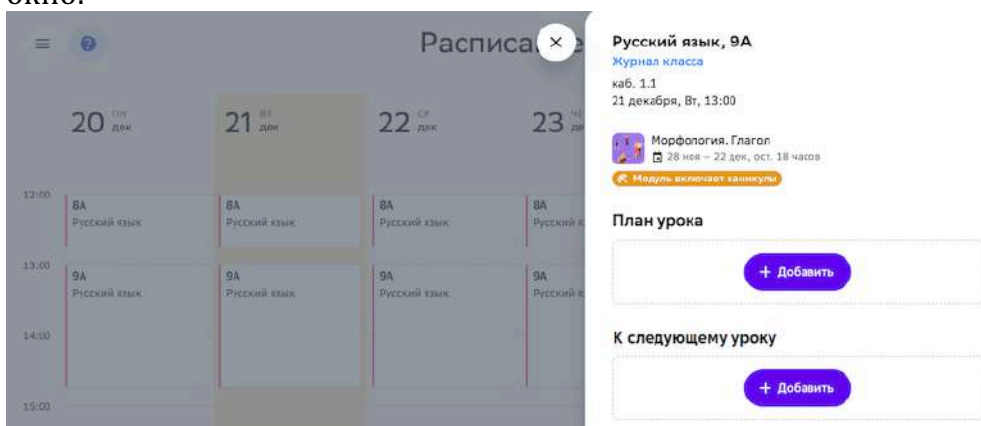 окно.
Расписание
20 пн дек
21 вт дек
22 ср дек
23 чт
12:00
8А
Русский язык
8А
Русский язык
8А
Русский язык
8А
Русский
13:00
9А
Русский язык
9А
Русский язык
9А
Русский язык
9А
Русский
14:00
15:00
Русский язык, 9А
Журнал класса
каб. 1.1
21 декабря, Вт, 13:00
Морфология. Глагол
28 ноя – 22 дек, ост. 18 часов
Модуль включает каникулы
План урока
+ Добавить
К следующему уроку
+ Добавить